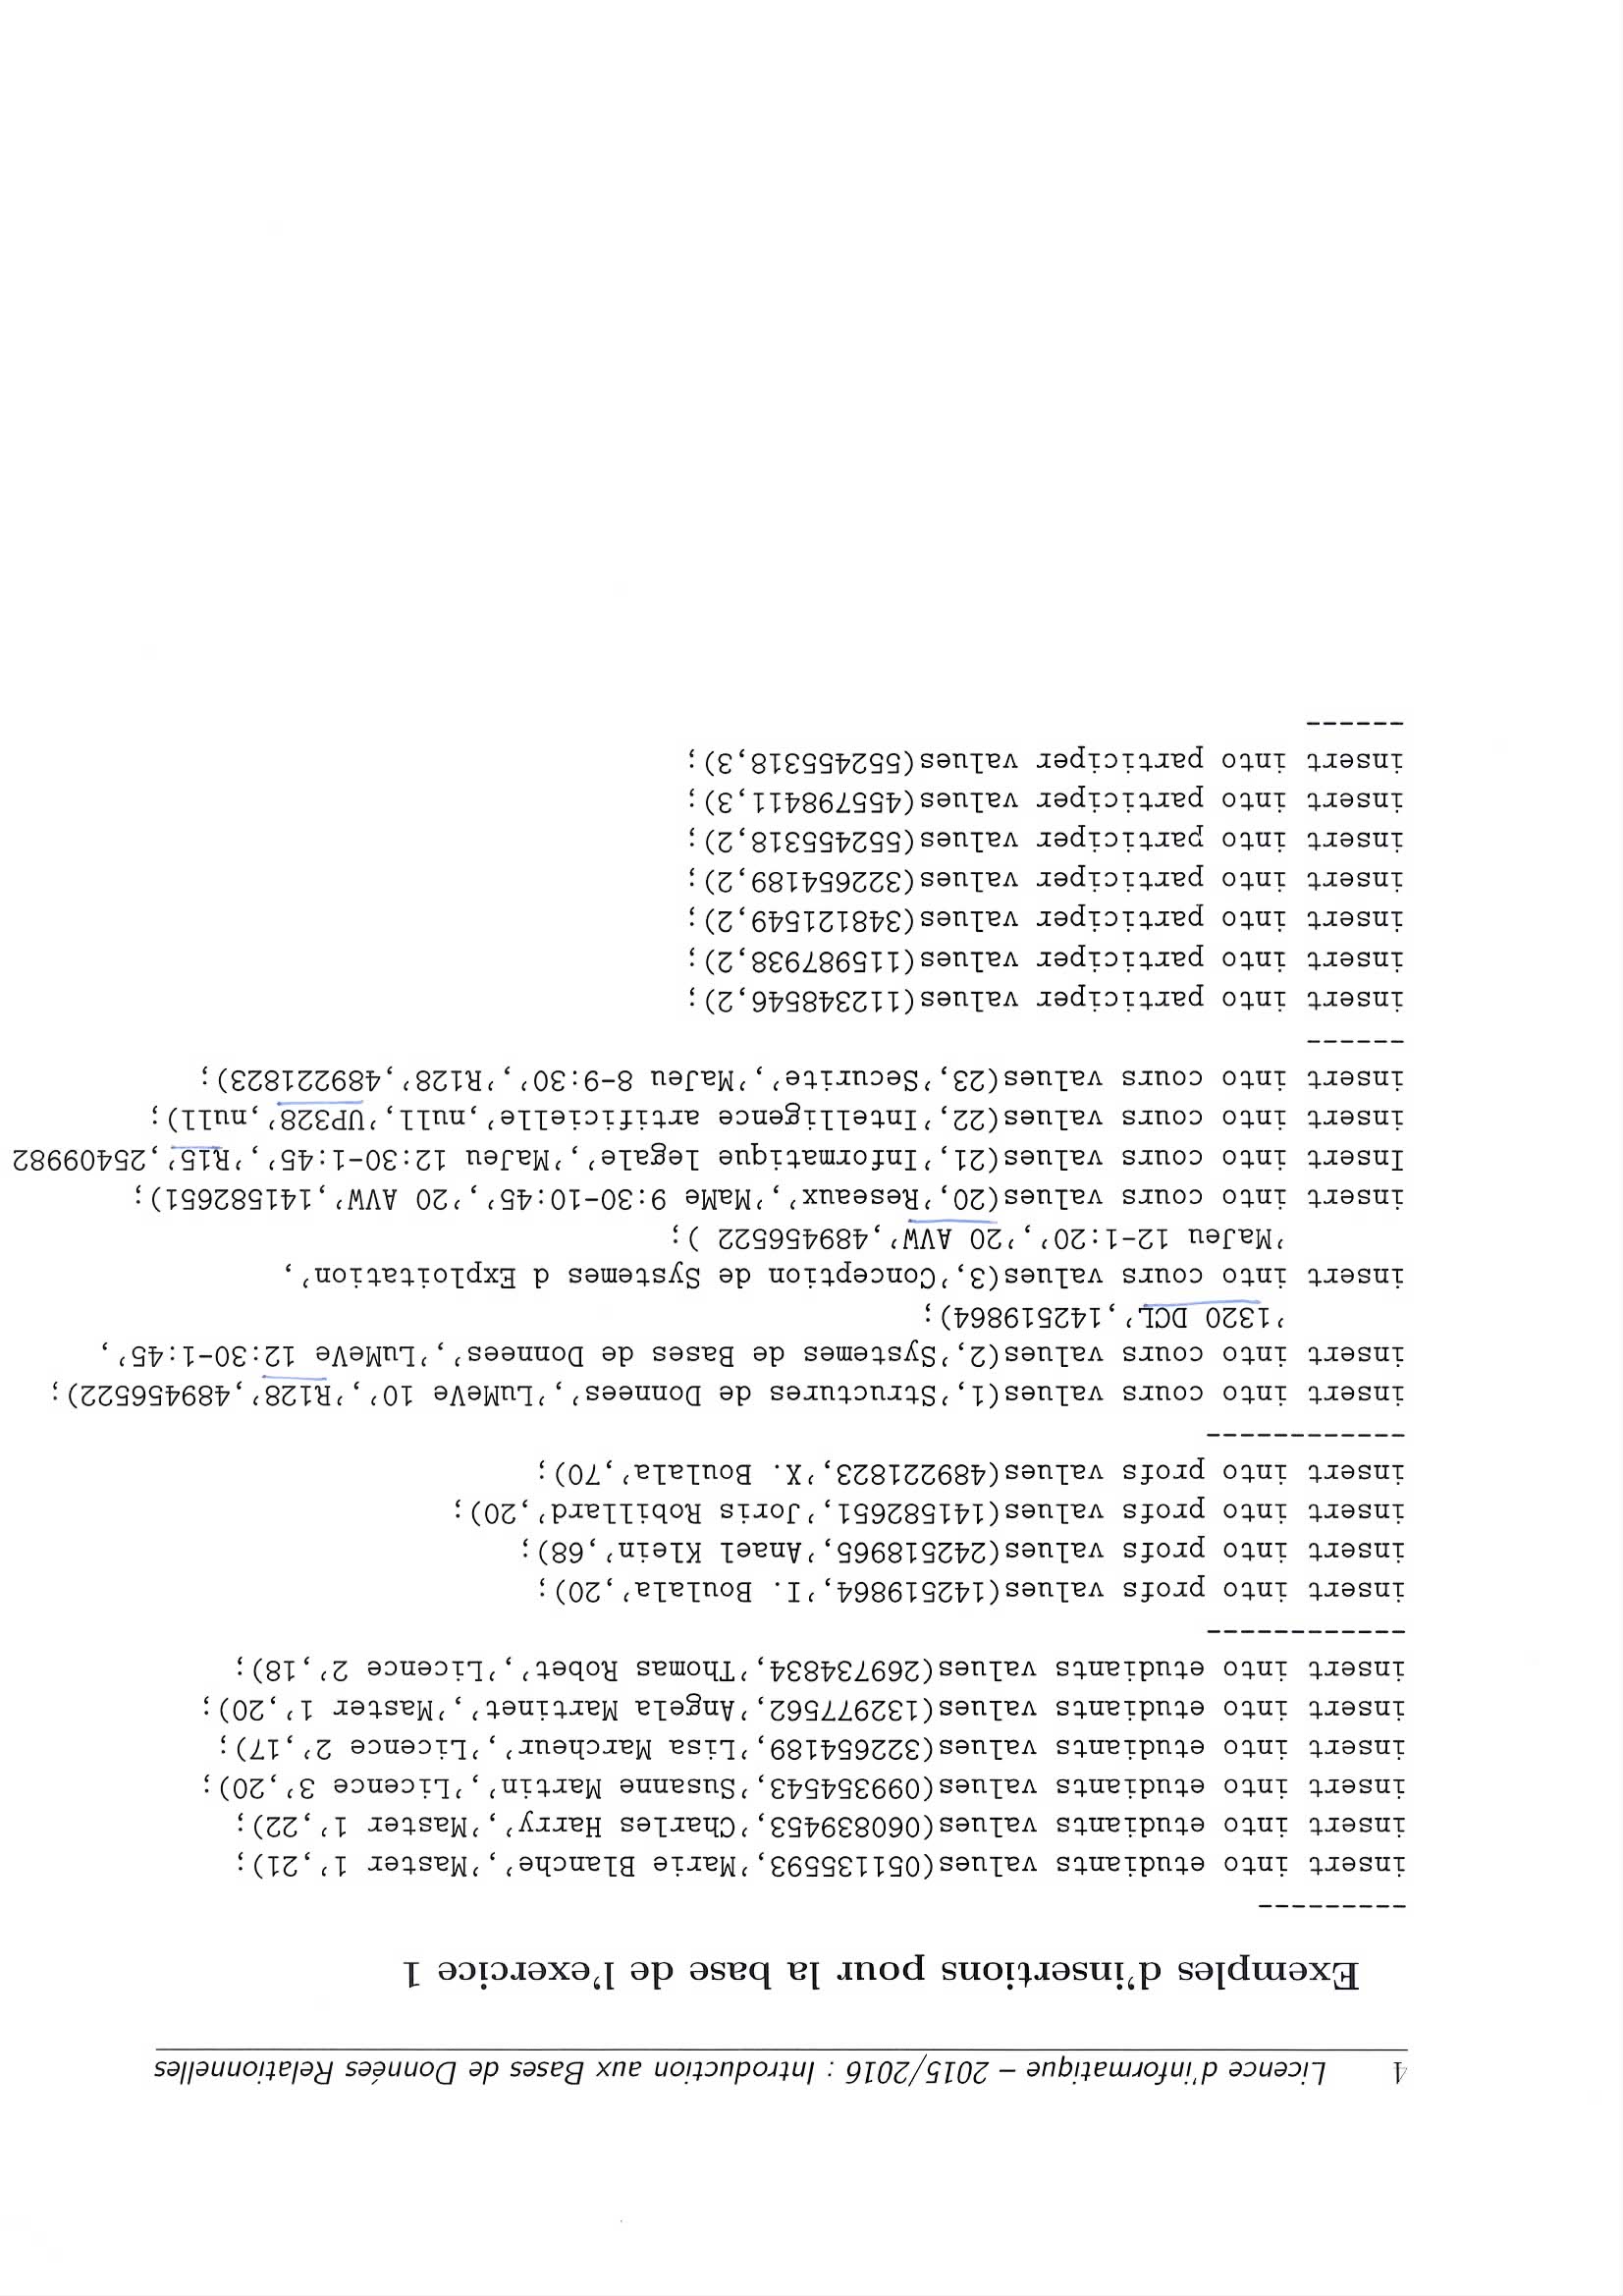 4 Licence d'informatique – 2015/2016 : Introduction aux Bases de Données Relationnelles
Exemples d'insertions pour la base de l'exercice 1
---------
insert into etudiants values(051135593,’Marie Blanche’,’Master 1’,21);
insert into etudiants values(060839453,’Charles Harry’,’Master 1’,22);
insert into etudiants values(099354543,’Susanne Martin’,’Licence 3’,20);
insert into etudiants values(322654189,’Lisa Marcheur’,’Licence 2’,17);
insert into etudiants values(132977562,’Angela Martinet’,’Master 1’,20);
insert into etudiants values(269734834,’Thomas Robet’,’Licence 2’,18);
------------
insert into profs values(142519864,’I. Boulala’,20);
insert into profs values(242518965,’Anael Klein’,68);
insert into profs values(141582651,’Joris Robillard’,20);
insert into profs values(489221823,’X. Boulala’,70);
------------
insert into cours values(1,’Structures de Donnees’,’LuMeVe 10’,’R128’,489456522);
insert into cours values(2,’Systemes de Bases de Donnees’,’LuMeVe 12:30-1:45’,
’1320 DCL’,142519864);
insert into cours values(3,’Conception de Systemes d Exploitation’,
’MaJeu 12-1:20’,’20 AVW’,489456522 );
insert into cours values(20,’Reseaux’,’MaMe 9:30-10:45’,’20 AVW’,141582651);
Insert into cours values(21,’Informatique legale’,’MaJeu 12:30-1:45’,’R15’,25409982
insert into cours values(22,’Intelligence artificielle’,null,’UP328’,null);
insert into cours values(23,’Securite’,’MaJeu 8-9:30’,’R128’,489221823);
------
insert into participer values(112348546,2);
insert into participer values(115987938,2);
insert into participer values(348121549,2);
insert into participer values(322654189,2);
insert into participer values(552455318,2);
insert into participer values(455798411,3);
insert into participer values(552455318,3);
------